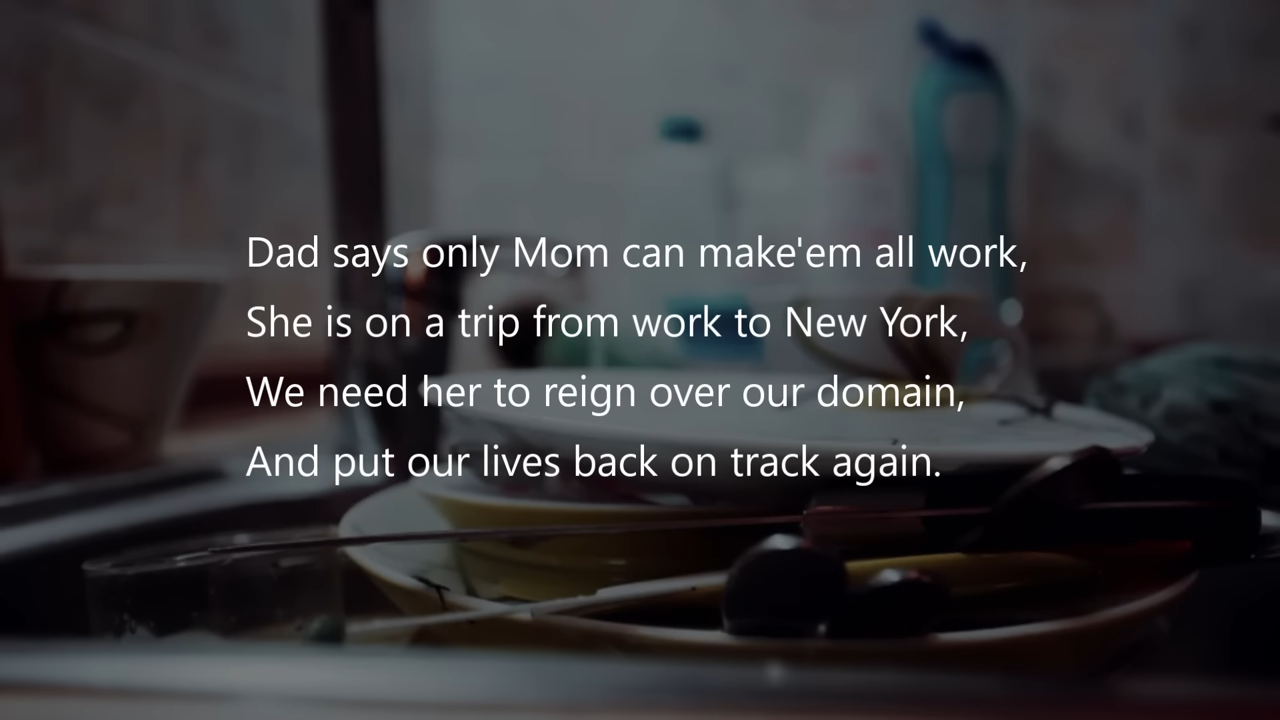 Dad says only Mom can make'em all work,
She is on a trip from work to New York,
We need her to reign over our domain,
And put our lives back on track again.